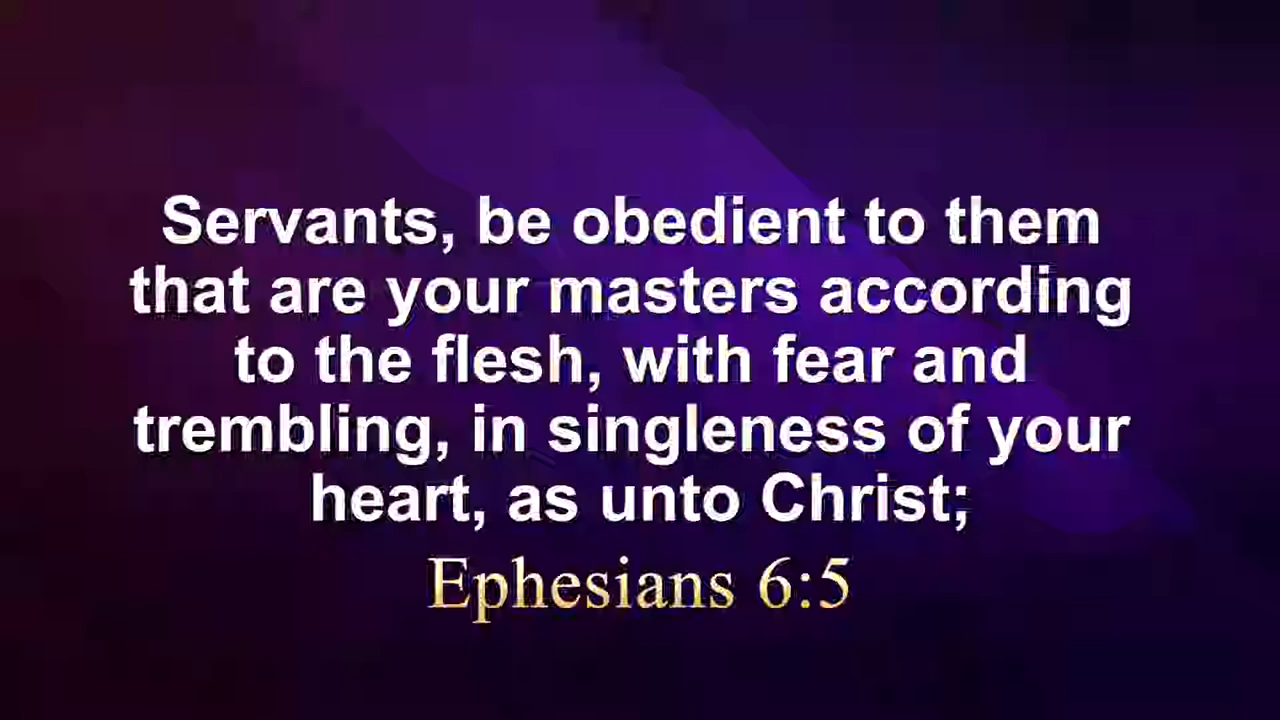 Servants, be obedient to them
that are your masters according
to the flesh, with fear and
trembling, in singleness of your
heart, as unto Christ;
Ephesians 6:5